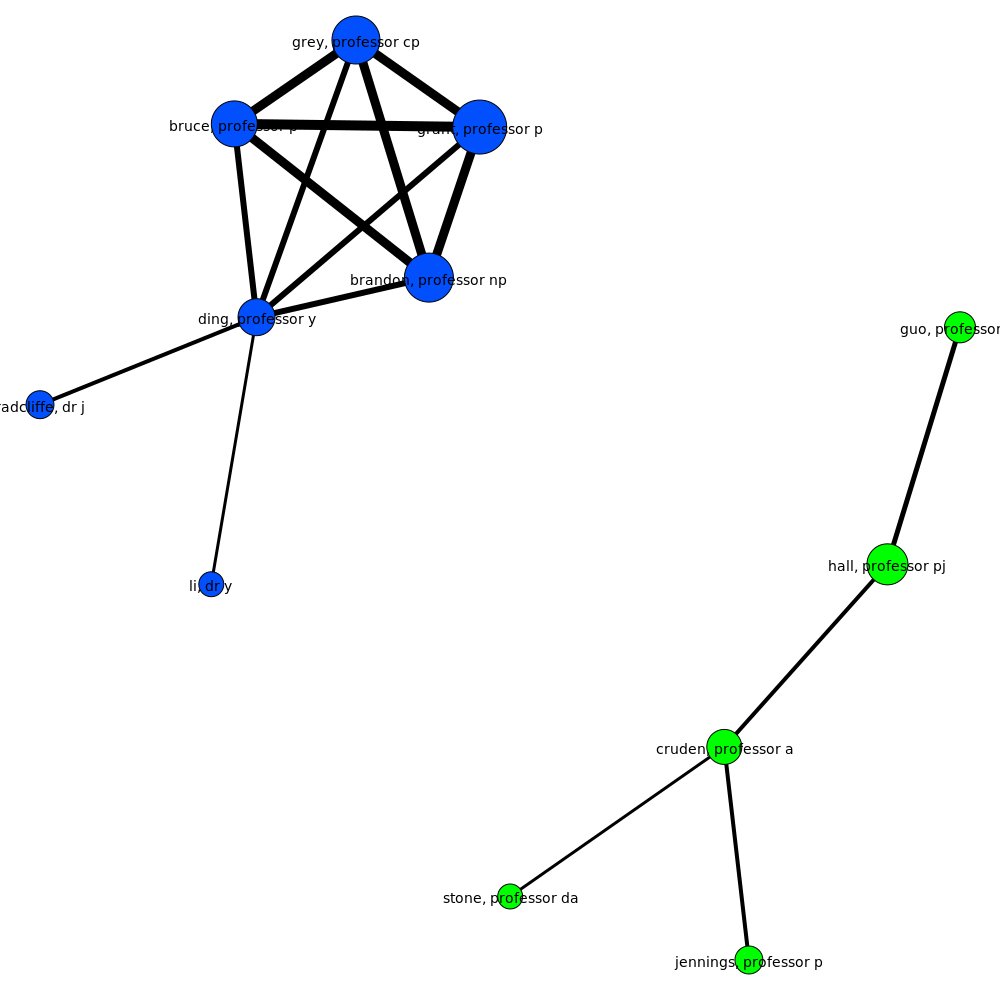 grey, professor cp
bruce, professor p
grant, professor p
brandon, professor np
ding, professor y
radcliffe, dr j
guo, professor
hall, professor pj
li, dr y
cruden, professor a
stone, professor da
jennings, professor p